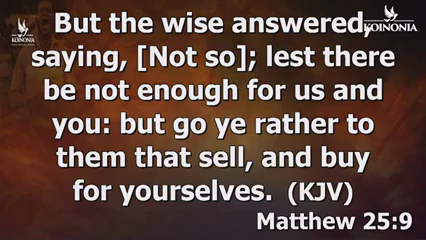 KOINONIA
KOINONIA
But the wise answered,
saying, [Not so]; lest there
be not enough for us and
you: but go ye rather to
them that sell, and buy
for yourselves. (KJV)
Matthew 25:9